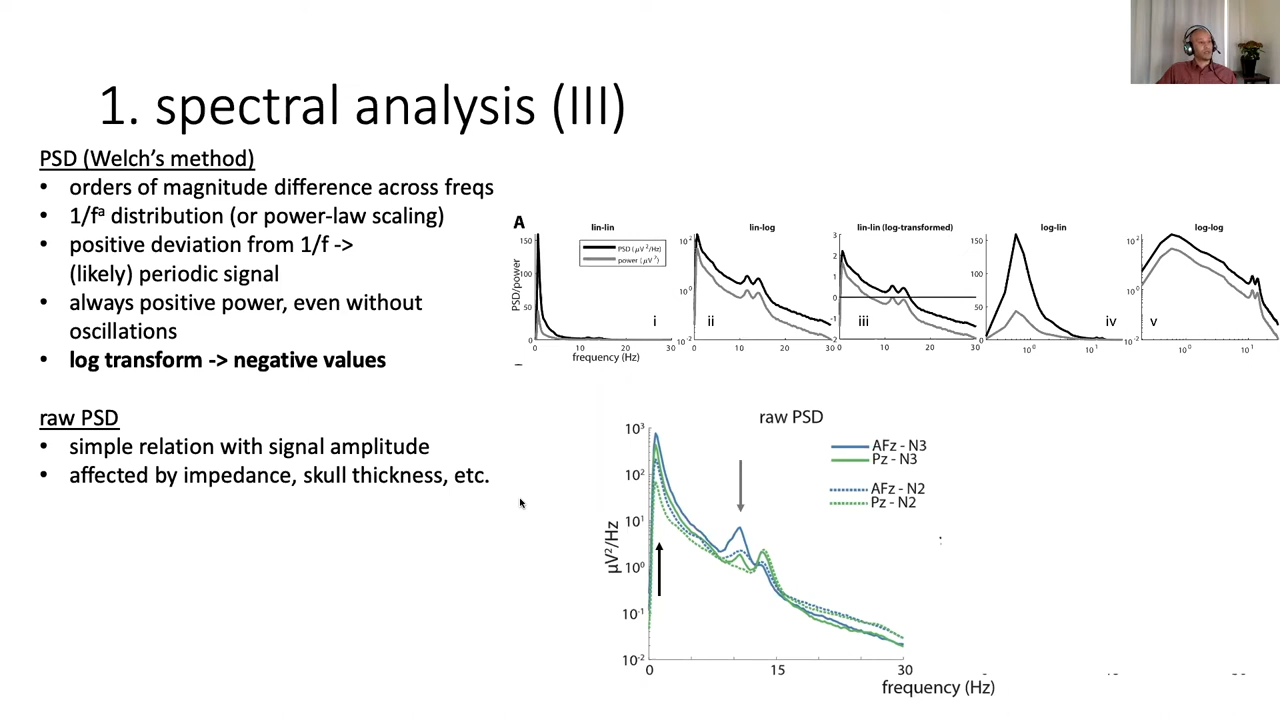 1. spectral analysis (III)
PSD (Welch's method)
• orders of magnitude difference across freqs
• 1/fᵃ distribution (or power-law scaling)
• positive deviation from 1/f ->
(likely) periodic signal
• always positive power, even without
oscillations
• log transform -> negative values
raw PSD
• simple relation with signal amplitude
• affected by impedance, skull thickness, etc.
A
lin-lin
PSD/power
150
100
50
0
PSD (µV²/Hz)
power (µV²)
i
0 10 20 30
frequency (Hz)
lin-log
10²
10⁰
10⁻²
ii
0 10 20 30
lin-lin (log-transformed)
3
2
1
0
-1
-2
iii
0 10 20 30
log-lin
150
100
50
0
iv
10⁰ 10¹
log-log
10²
10⁰
10⁻²
v
10⁰ 10¹
raw PSD
µV²/Hz
10³
10²
10¹
10⁰
10⁻¹
10⁻²
AFz - N3
Pz - N3
AFz - N2
Pz - N2
0 15 30
frequency (Hz)